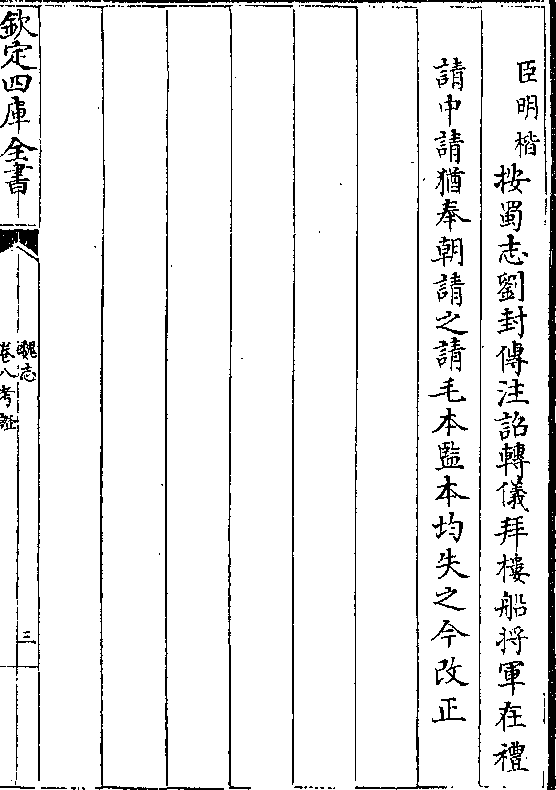 臣明楷按蜀志劉封傳注詔轉儀拜樓船将軍在禮
請中請猶奉朝請之請毛本監本均失之今改正
欽定四庫全書
魏志
卷八考證
三